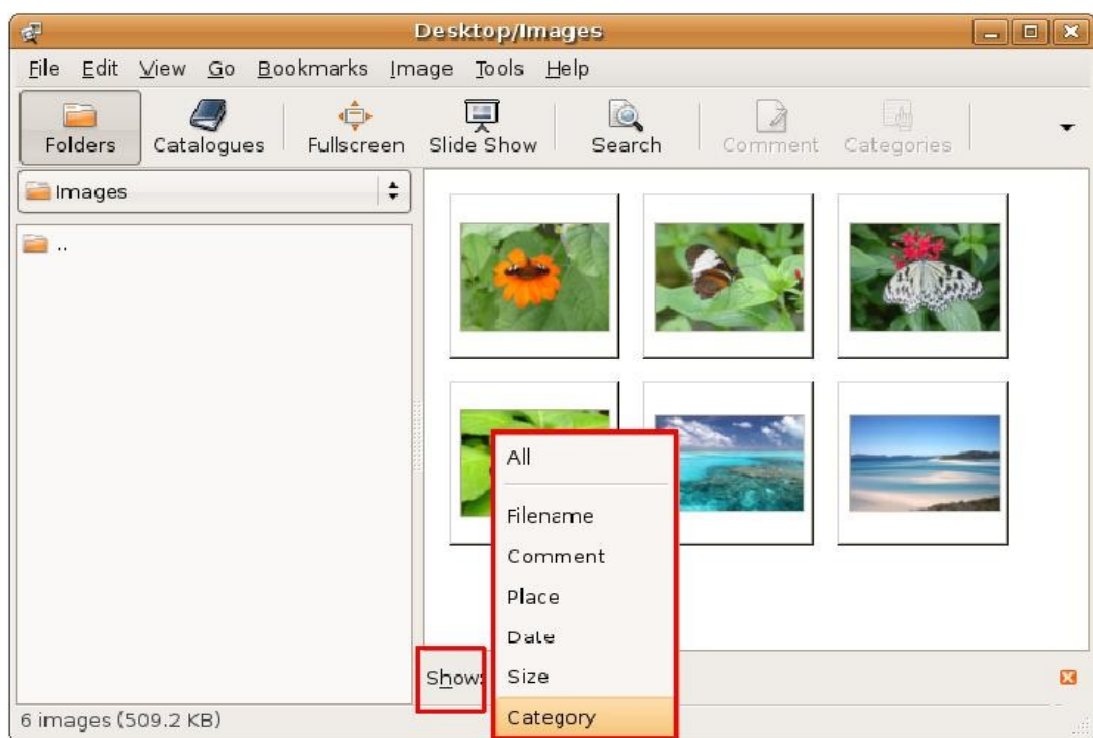 Desktop/Images
File Edit View Go Bookmarks Image Tools Help
Folders Catalogues Fullscreen Slide Show Search Comment Categories
Images
..
All
Filename
Comment
Place
Date
Show: Size
Category
6 images (509.2 KB)